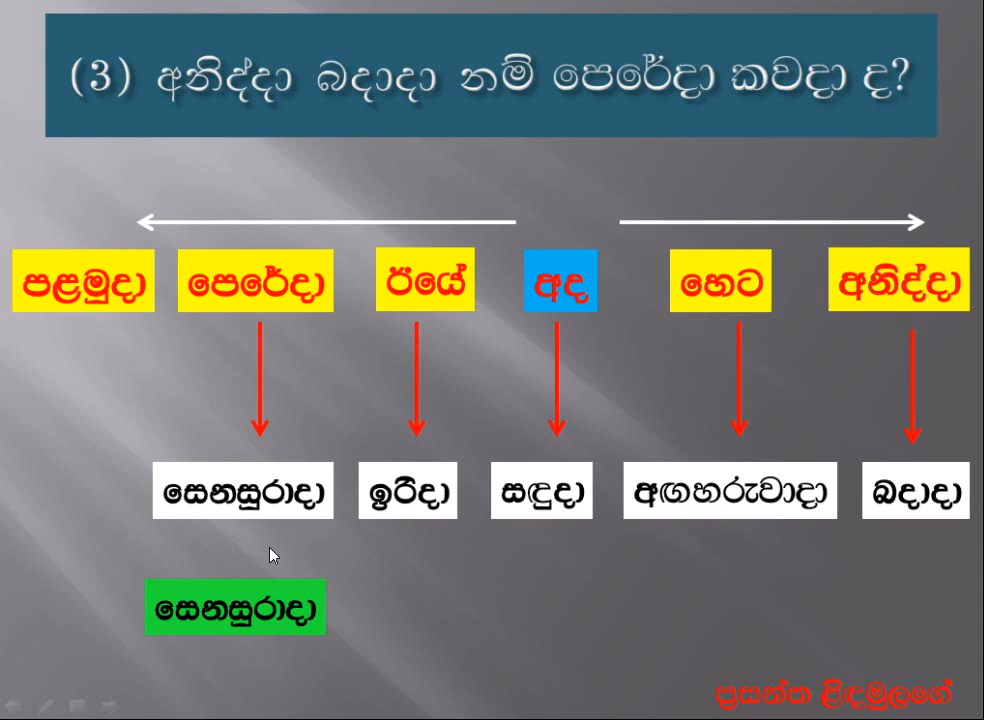 (3) අනිද්දා බදාදා නම් පෙරේදා කවදා ද?
පළමුදා පෙරේදා ඊයේ අද හෙට අනිද්දා
සෙනසුරාදා ඉරිදා සඳුදා අඟහරුවාදා බදාදා
සෙනසුරාදා
ප්‍රසන්ත ළිඳමුලගේ